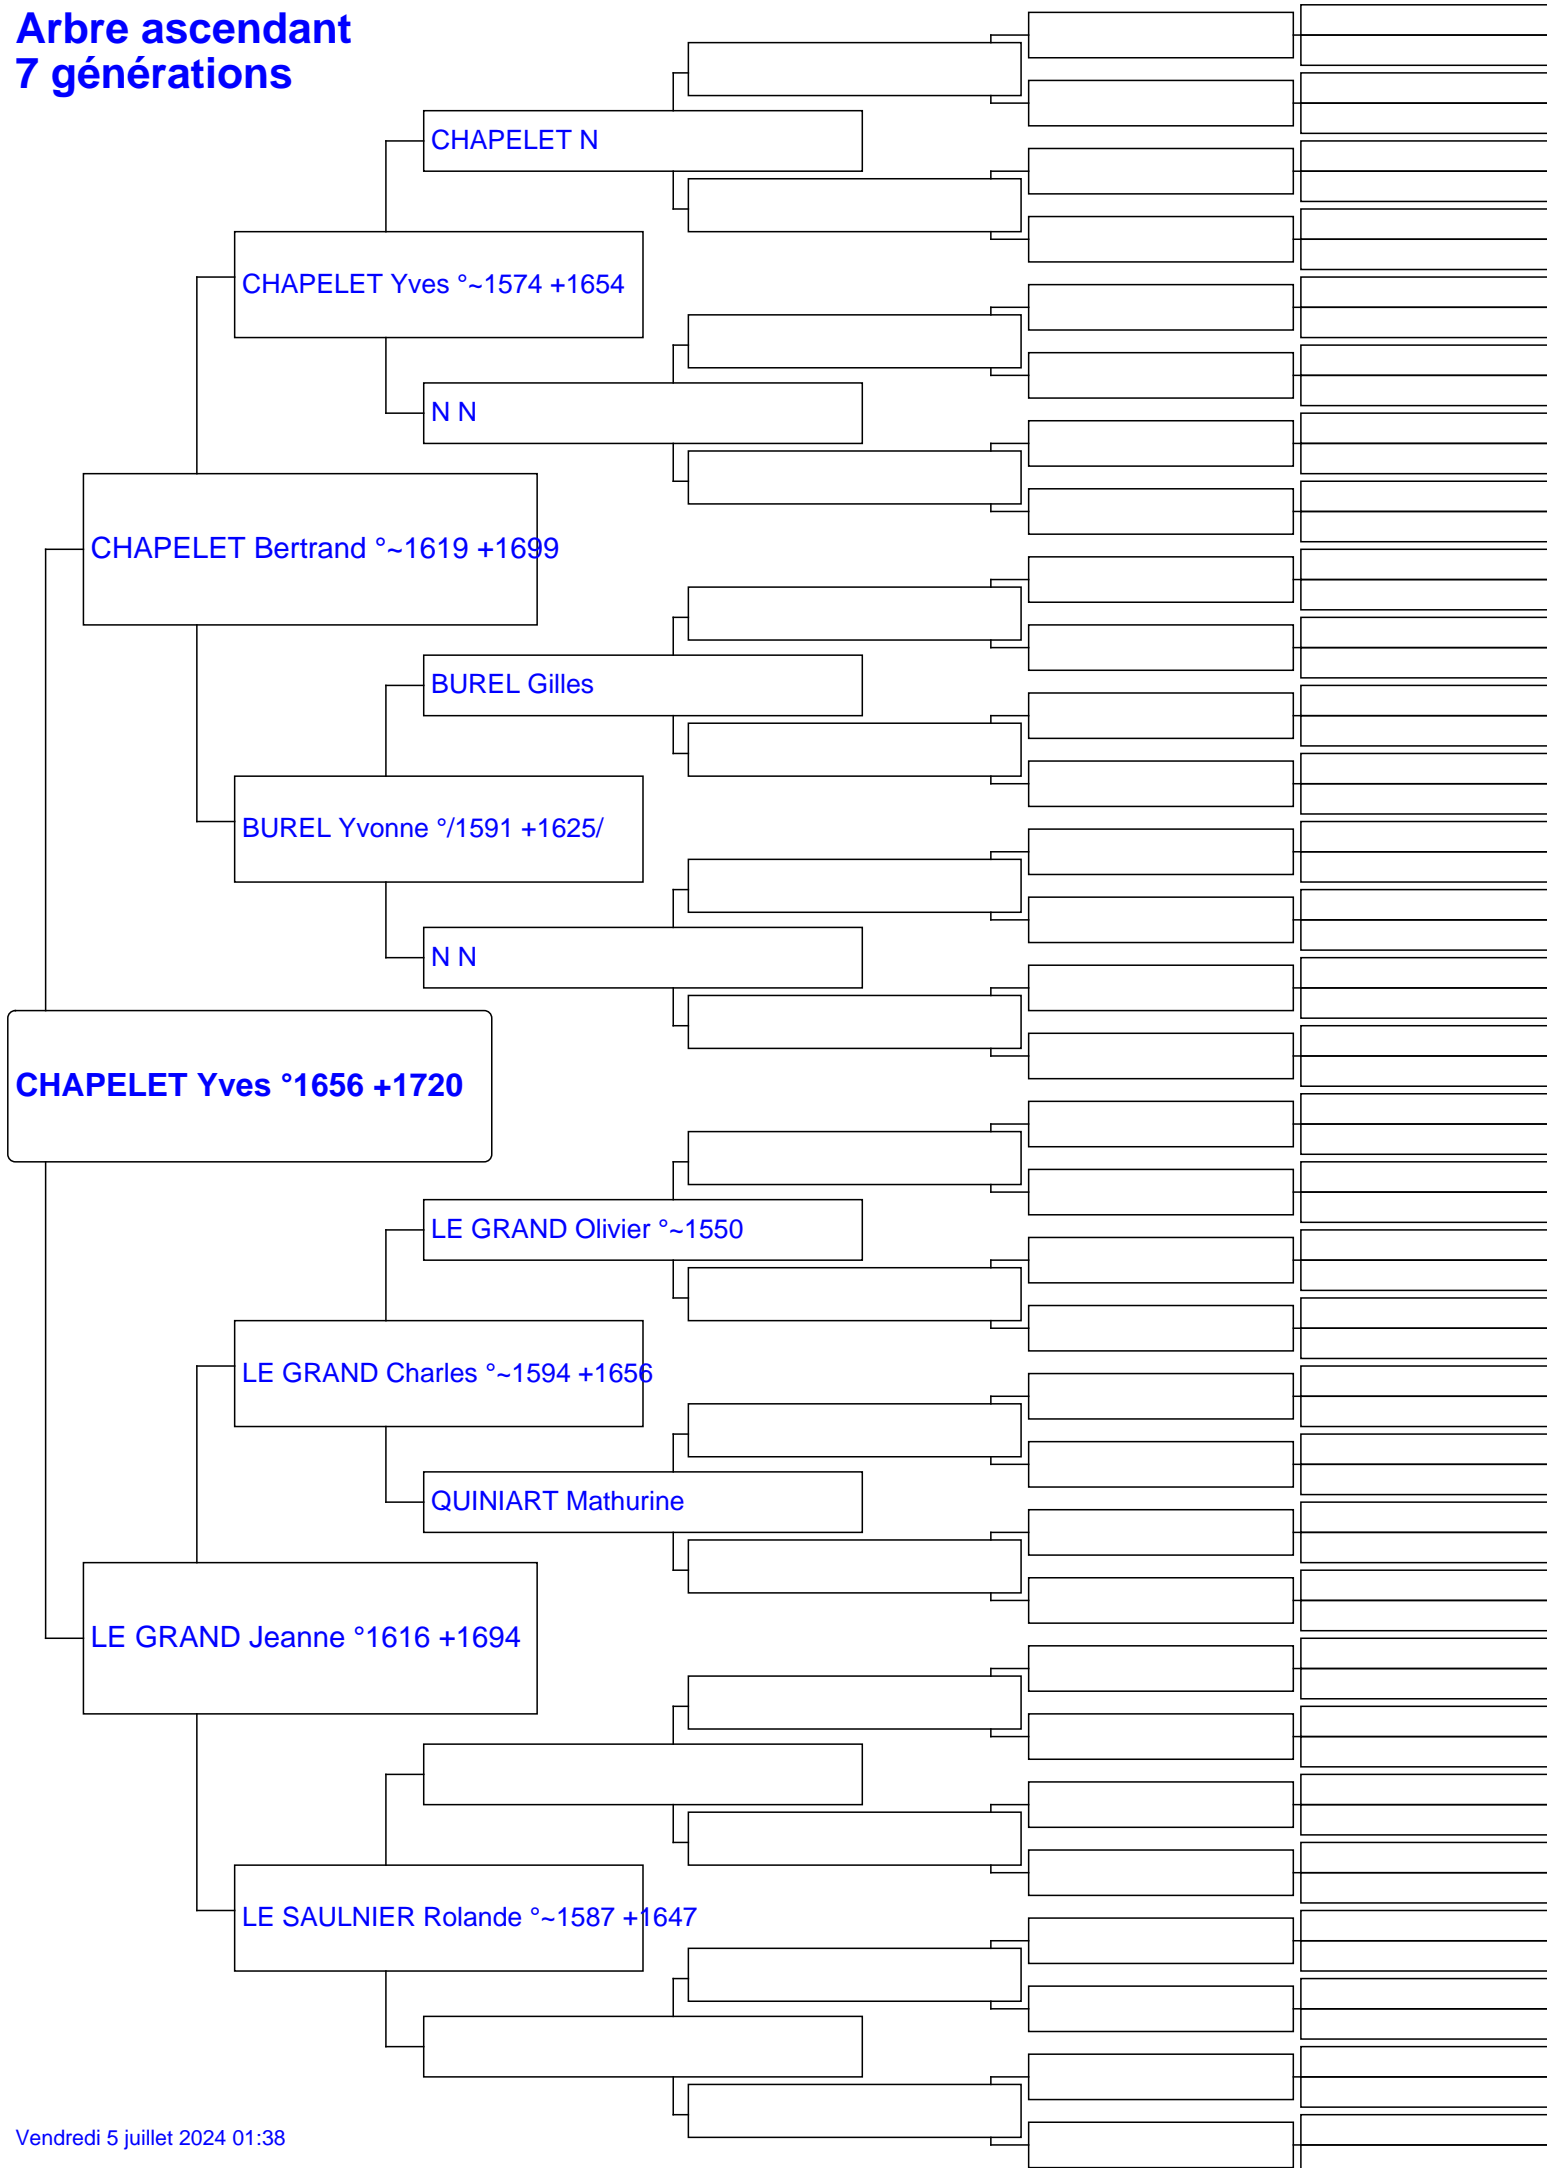 Arbre ascendant
7 générations
CHAPELET N
CHAPELET Yves °~1574 +1654
N N
CHAPELET Bertrand °~1619 +1699
BUREL Gilles
BUREL Yvonne °/1591 +1625/
N N
CHAPELET Yves °1656 +1720
LE GRAND Olivier °~1550
LE GRAND Charles °~1594 +1656
QUINIART Mathurine
LE GRAND Jeanne °1616 +1694
LE SAULNIER Rolande °~1587 +1647
Vendredi 5 juillet 2024 01:38